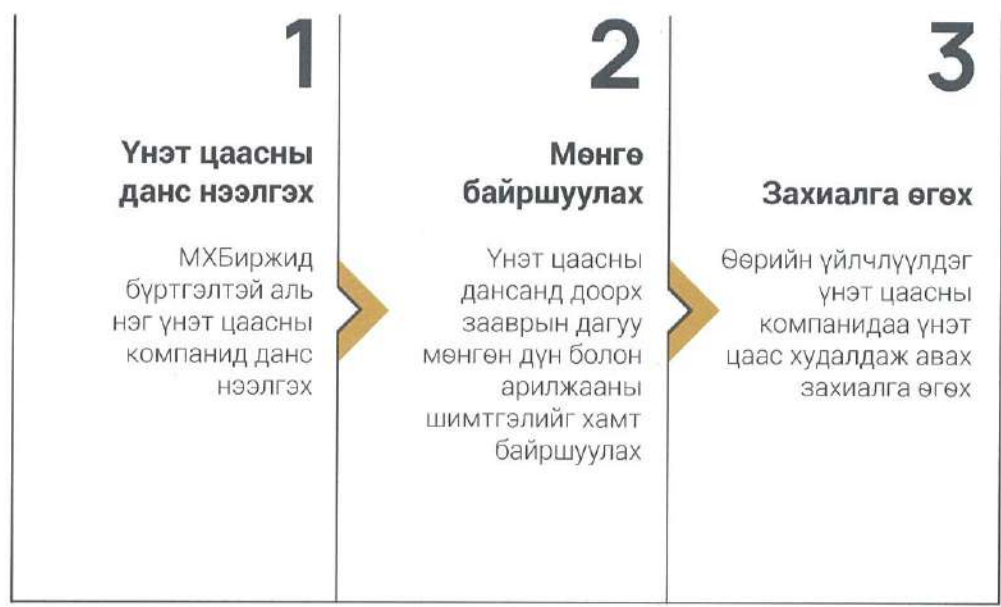 1
Үнэт цаасны
данс нээлгэх
МХБиржид
бүртгэлтэй аль
нэг үнэт цаасны
компанид данс
нээлгэх
2
Мөнгө
байршуулах
Үнэт цаасны
дансанд доорх
зааврын дагуу
мөнгөн дүн болон
арилжааны
шимтгэлийг хамт
байршуулах
3
Захиалга өгөх
Өөрийн үйлчлүүлдэг
үнэт цаасны
компанидаа үнэт
цаас худалдаж авах
захиалга өгөх